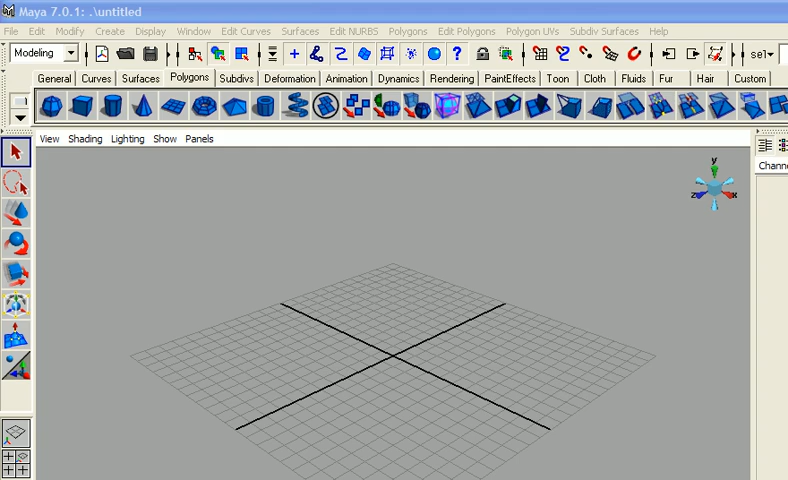 Maya 7.0.1: .\untitled
File Edit Modify Create Display Window Edit Curves Surfaces Edit NURBS Polygons Edit Polygons Polygon UVs Subdiv Surfaces Help
Modeling sel
General Curves Surfaces Polygons Subdivs Deformation Animation Dynamics Rendering PaintEffects Toon Cloth Fluids Fur Hair Custom
View Shading Lighting Show Panels
y
z x